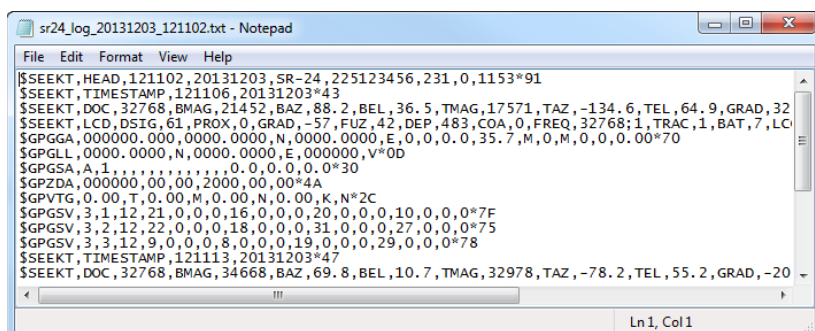 sr24_log_20131203_121102.txt - Notepad
File Edit Format View Help
$SEEKT,HEAD,121102,20131203,SR-24,225123456,231,0,1153*91
$SEEKT,TIMESTAMP,121106,20131203*43
$SEEKT,DOC,32768,BMAG,21452,BAZ,88.2,BEL,36.5,TMAG,17571,TAZ,-134.6,TEL,64.9,GRAD,32
$SEEKT,LCD,DSIG,61,PROX,0,GRAD,-57,FUZ,42,DEP,483,COA,0,FREQ,32768;1,TRAC,1,BAT,7,LC
$GPGGA,000000.000,0000.0000,N,0000.0000,E,0,0,0.0,35.7,M,0,M,0,0,0.00*70
$GPGLL,0000.0000,N,0000.0000,E,000000,V*0D
$GPGSA,A,1,,,,,,,,,,,,,0.0,0.0,0.0*30
$GPZDA,000000,00,00,2000,00,00*4A
$GPVTG,0.00,T,0.00,M,0.00,N,0.00,K,N*2C
$GPGSV,3,1,12,21,0,0,0,16,0,0,0,20,0,0,0,10,0,0,0*7F
$GPGSV,3,2,12,22,0,0,0,18,0,0,0,31,0,0,0,27,0,0,0*75
$GPGSV,3,3,12,9,0,0,0,8,0,0,0,19,0,0,0,29,0,0,0*78
$SEEKT,TIMESTAMP,121113,20131203*47
$SEEKT,DOC,32768,BMAG,34668,BAZ,69.8,BEL,10.7,TMAG,32978,TAZ,-78.2,TEL,55.2,GRAD,-20
Ln 1, Col 1